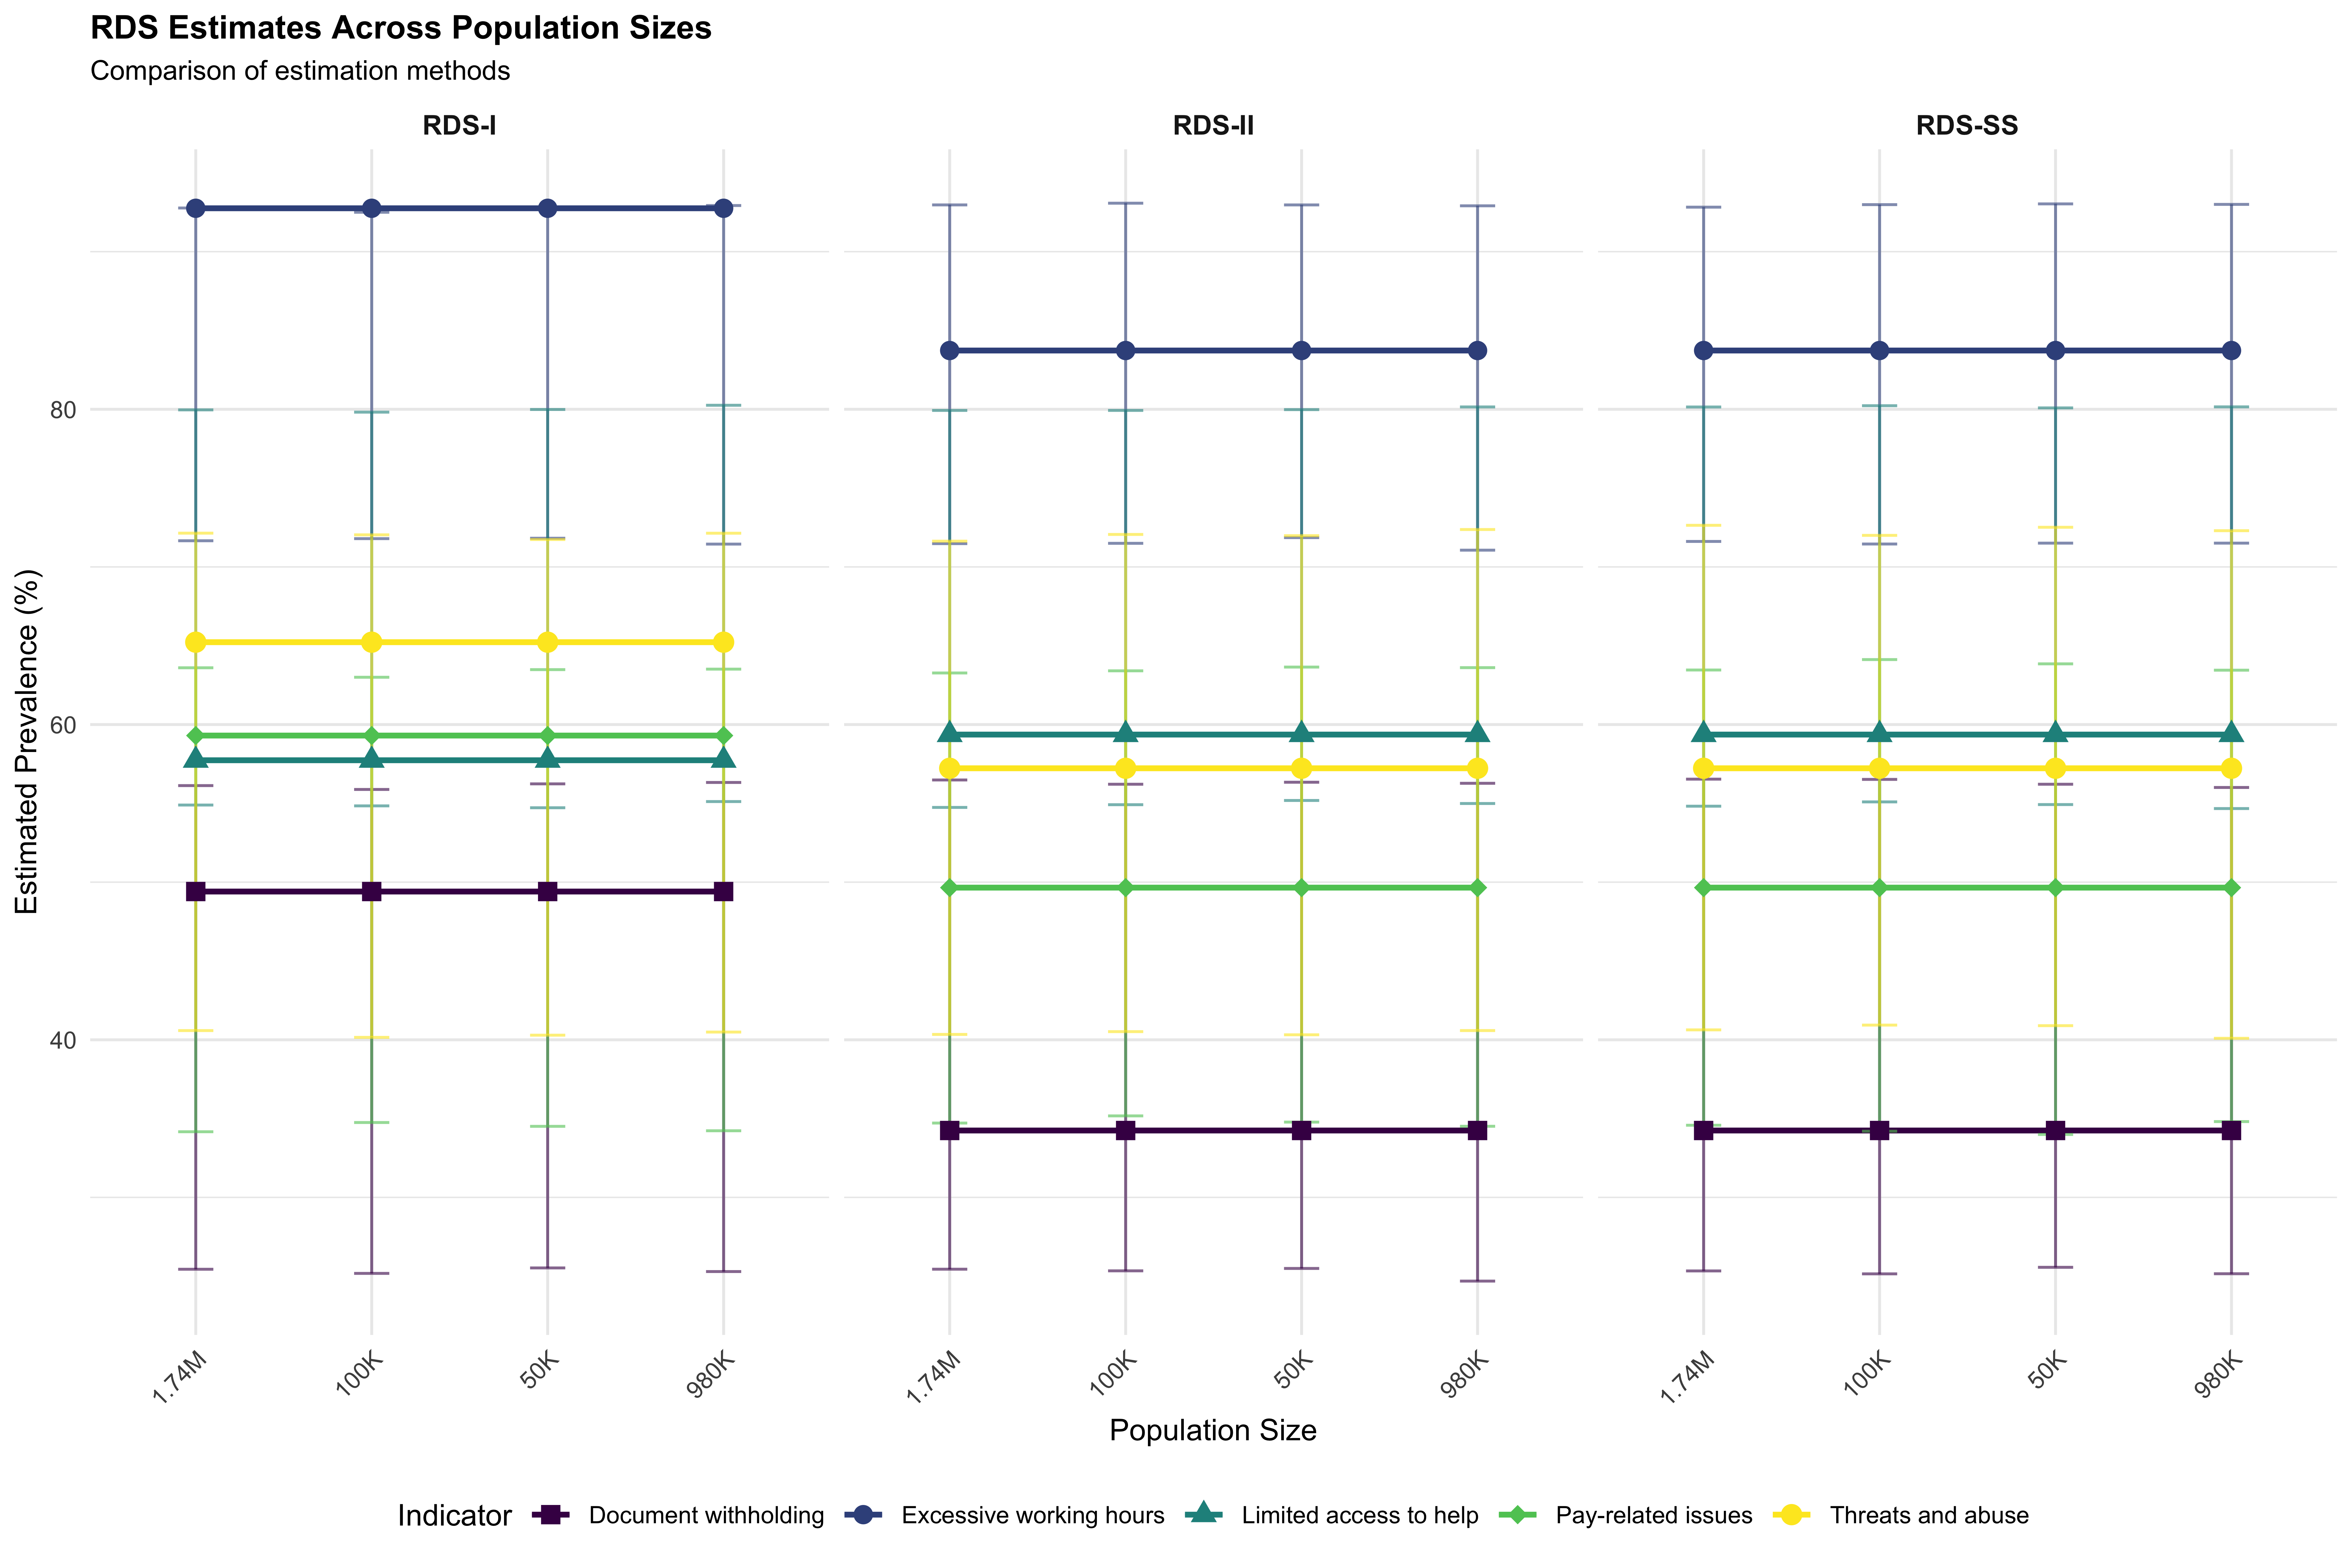 RDS Estimates Across Population Sizes
Comparison of estimation methods
RDS-I RDS-II RDS-SS
Estimated Prevalence (%)
80
60
40
1.74M 100K 50K 980K 1.74M 100K 50K 980K 1.74M 100K 50K 980K
Population Size
Indicator Document withholding Excessive working hours Limited access to help Pay-related issues Threats and abuse